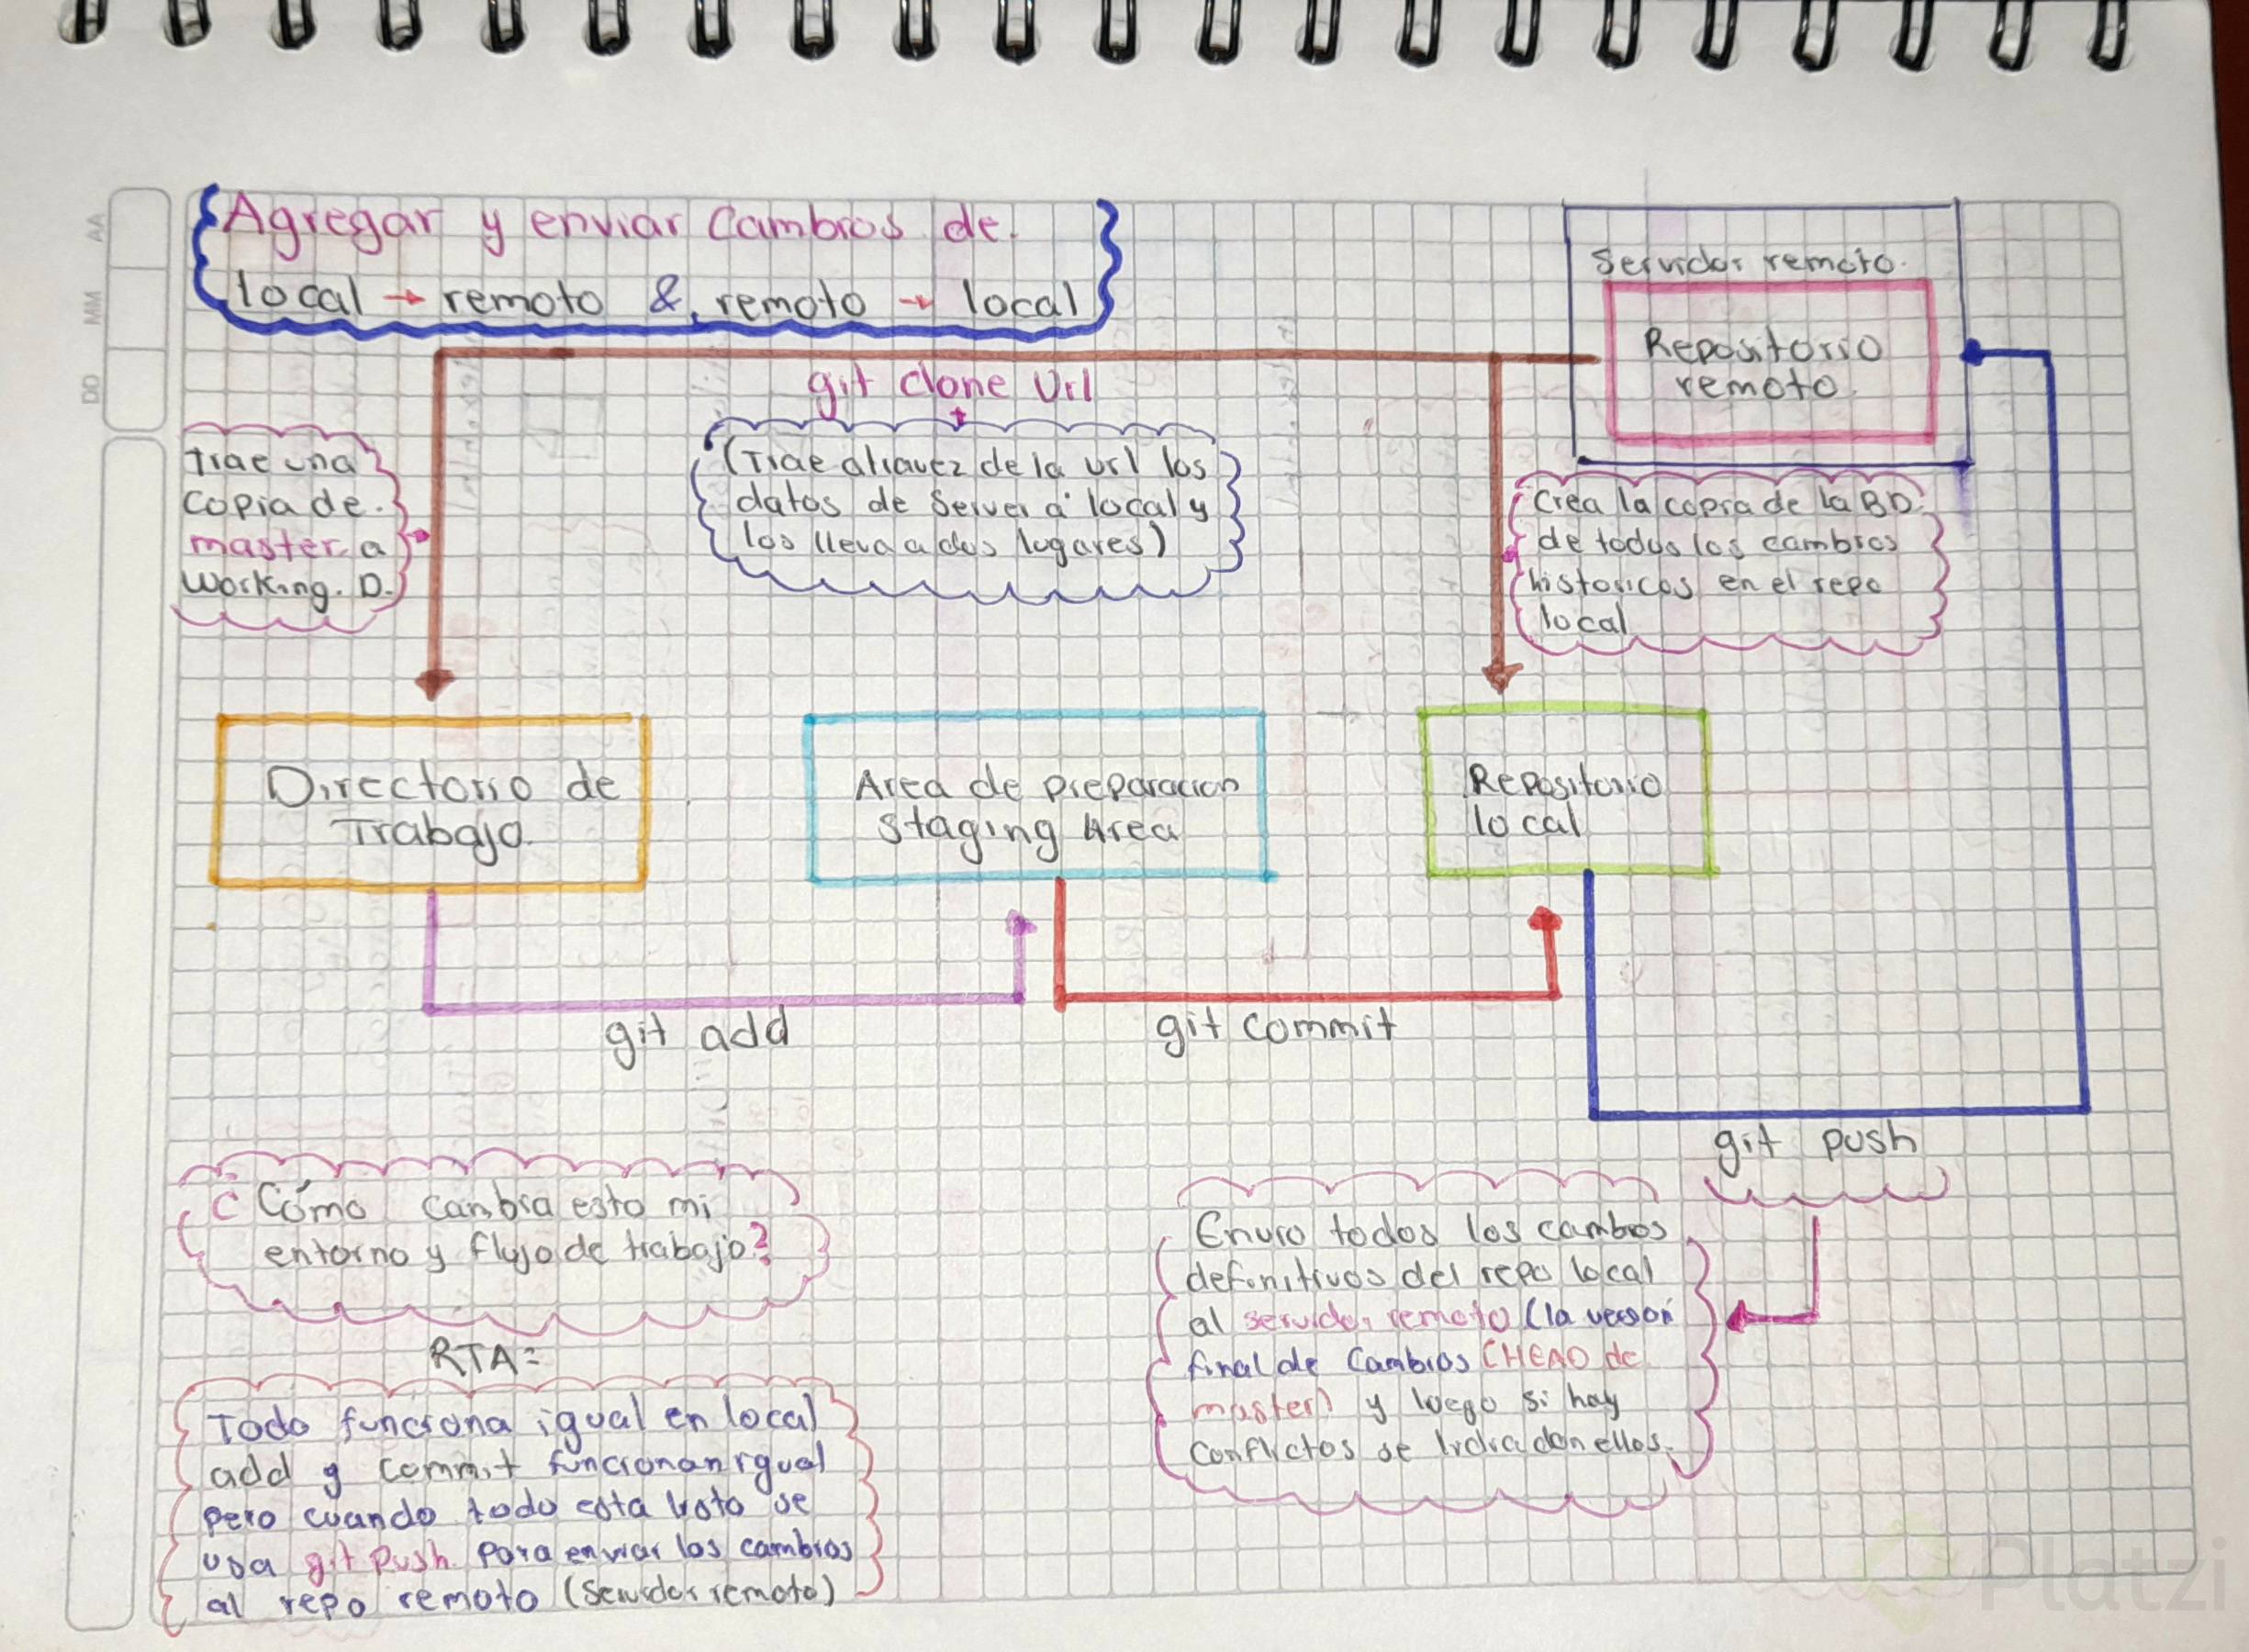 Agregar y enviar Cambios de.
local → remoto & remoto → local
Servidor remoto.
Repositorio
remoto.
git clone Url
trae una
copia de.
master a
Working. D.
(Trae atravez de la url los
datos de Server a local y
los lleva a dos lugares)
Crea la copia de la BD
de todos los cambios
historicos en el repo
local
Directorio de
Trabajo.
Area de preparacion
Staging Area
Repositorio
local
git add
git commit
git push
¿Cómo cambia esto mi
entorno y flujo de trabajo?
RTA=
Todo funciona igual en local
add y commit funcionan igual
pero cuando todo esta listo se
usa git push para enviar los cambios
al repo remoto (Servidor remoto)
Envio todos los cambios
definitivos del repo local
al servidor remoto (la version
final de cambios (HEAD de
master) y luego si hay
conflictos se lidia con ellos.
AA
MM
DD
Platzi